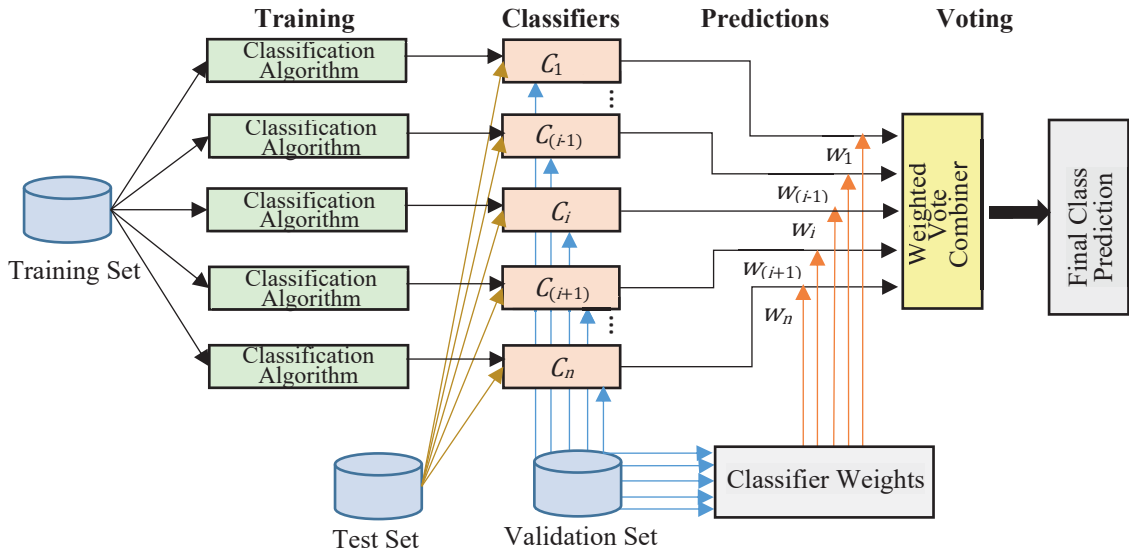 Training Classifiers Predictions Voting
Classification
Algorithm
C1
Classification
Algorithm
C(i-1)
Classification
Algorithm
Ci
Classification
Algorithm
C(i+1)
Classification
Algorithm
Cn
...
...
Training Set
Test Set
Validation Set
Classifier Weights
w1
w(i-1)
wi
w(i+1)
wn
Weighted
Vote
Combiner
Final Class
Prediction